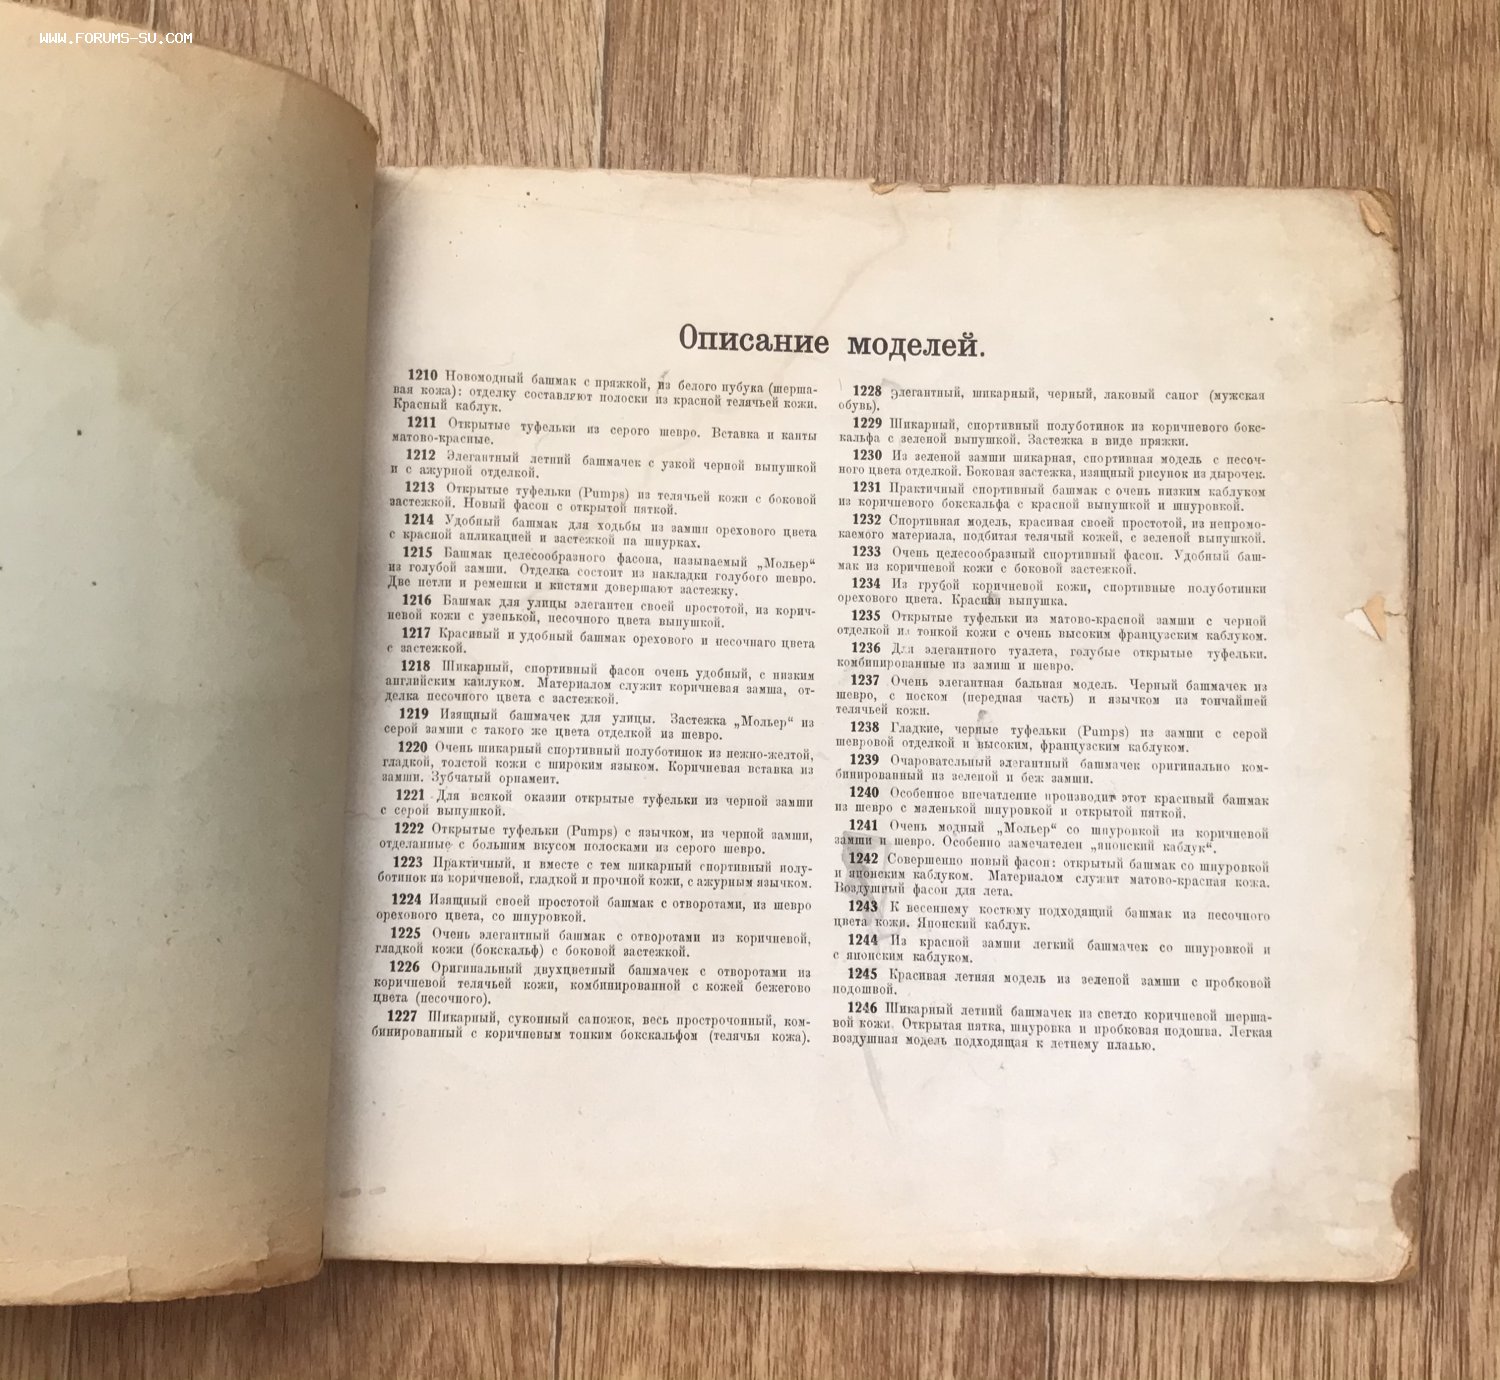 WWW.FORUMS-SU.COM
Описание моделей.
1210 Новомодный башмак с пряжкой, из белого нубука (шерша-
вая кожа): отделку составляют полоски из красной телячьей кожи.
Красный каблук.
1211 Открытые туфельки из серого шевро. Вставка и канты
матово-красные.
1212 Элегантный летний башмачек с узкой черной выпушкой
и с ажурной отделкой.
1213 Открытые туфельки (Pumps) из телячьей кожи с боковой
застежкой. Новый фасон с открытой пяткой.
1214 Удобный башмак для ходьбы из замши орехового цвета
с красной апликацией и застежкой на шнурках.
1215 Башмак целесообразного фасона, называемый „Мольер“
из голубой замши. Отделка состоит из накладки голубого шевро.
Две петли и ремешки и кистями довершают застежку.
1216 Башмак для улицы элегантен своей простотой, из корич-
невой кожи с узенькой, песочного цвета выпушкой.
1217 Красивый и удобный башмак орехового и песочнаго цвета
с застежкой.
1218 Шикарный, спортивный фасон очень удобный, с низким
английским каилуком. Материалом служит коричневая замша, от-
делка песочного цвета с застежкой.
1219 Изящный башмачек для улицы. Застежка „Мольер“ из
серой замши с такого же цвета отделкой из шевро.
1220 Очень шикарный спортивный полуботинок из нежно-желтой,
гладкой, толстой кожи с широким языком. Коричневая вставка из
замши. Зубчатый орнамент.
1221 Для всякой оказии открытые туфельки из черной замши
с серой выпушкой.
1222 Открытые туфельки (Pumps) с язычком, из черной замши,
отделанные с большим вкусом полосками из серого шевро.
1223 Практичный, и вместе с тем шикарный спортивный полу-
ботинок из коричневой, гладкой и прочной кожи, с ажурным язычком.
1224 Изящный своей простотой башмак с отворотами, из шевро
орехового цвета, со шнуровкой.
1225 Очень элегантный башмак с отворотами из коричневой,
гладкой кожи (бокскальф) с боковой застежкой.
1226 Оригинальный двухцветный башмачек с отворотами из
коричневой телячьей кожи, комбинированной с кожей бежегово
цвета (песочного).
1227 Шикарный, суконный сапожок, весь прострочонный, ком-
бинированный с коричневым тонким бокскальфом (телячья кожа).
1228 Элегантный, шикарный, черный, лаковый сапог (мужская
обувь).
1229 Шикарный, спортивный полуботинок из коричневого бокс-
кальфа с зеленой выпушкой. Застежка в виде пряжки.
1230 Из зеленой замши шикарная, спортивная модель с песоч-
ного цвета отделкой. Боковая застежка, изящный рисунок из дырочек.
1231 Практичный спортивный башмак с очень низким каблуком
из коричневого бокскальфа с красной выпушкой и шнуровкой.
1232 Спортивная модель, красивая своей простотой, из непромо-
каемого материала, подбитая телячьй кожей, с зеленой выпушкой.
1233 Очень целесообразный спортивный фасон. Удобный баш-
мак из коричневой кожи с боковой застежкой.
1234 Из грубой коричневой кожи, спортивные полуботинки
орехового цвета. Красная выпушка.
1235 Открытые туфельки из матово-красной замши с черной
отделкой из тонкой кожи с очень высоким французским каблуком.
1236 Для элегантного туалета, голубые открытые туфельки.
комбинированные из замши и шевро.
1237 Очень элегантная бальная модель. Черный башмачек из
шевро, с носком (передная часть) и язычком из тончайшей
телячьей кожи.
1238 Гладкие, черные туфельки (Pumps) из замши с серой
шевровой отделкой и высоким, французским каблуком.
1239 Очаровательный элегантный башмачек оригинально ком-
бинированный из зеленой и беж замши.
1240 Особенное впечатление производит этот красивый башмак
из шевро с маленькой шнуровкой и открытой пяткой.
1241 Очень модный „Мольер“ со шнуровкой из коричневой
замши и шевро. Особенно замечателен „японский каблук“.
1242 Совершенно новый фасон: открытый башмак со шнуровкой
и японским каблуком. Материалом служит матово-красная кожа.
Воздушный фасон для лета.
1243 К весеннему костюму подходящий башмак из песочного
цвета кожи. Японский каблук.
1244 Из красной замши легкий башмачек со шнуровкой и
с японским каблуком.
1245 Красивая летняя модель из зеленой замши с пробковой
подошвой.
1246 Шикарный летний башмачек из светло коричневой шерша-
вой кожи. Открытая пятка, шнуровка и пробковая подошва. Легкая
воздушная модель подходящая к летнему платью.